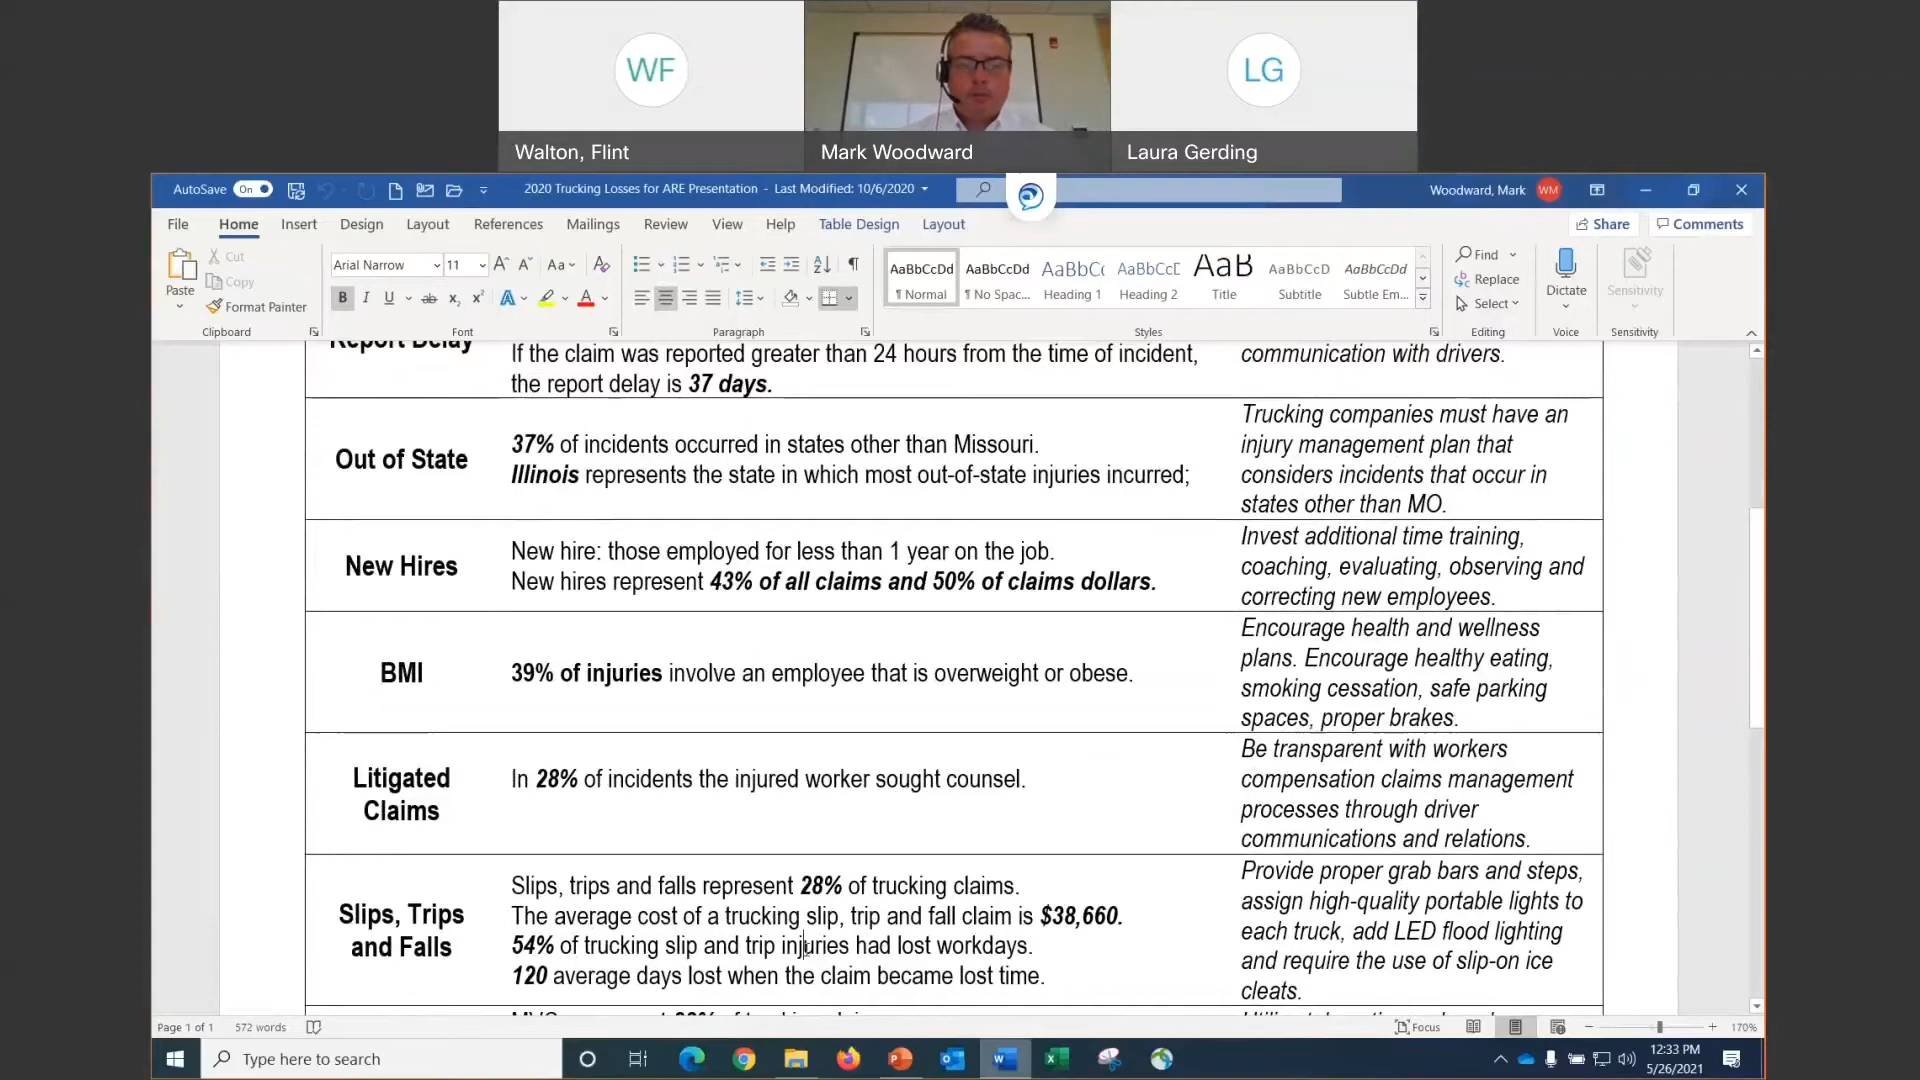 WF
LG
Walton, Flint
Mark Woodward
Laura Gerding
AutoSave On
2020 Trucking Losses for ARE Presentation - Last Modified: 10/6/2020
Woodward, Mark WM
File Home Insert Design Layout References Mailings Review View Help Table Design Layout
Share Comments
Paste
Cut
Copy
Format Painter
Clipboard
Arial Narrow 11
Font
Paragraph
AaBbCcDd AaBbCcDd AaBbCc AaBbCcE AaB AaBbCcD AaBbCcDd
¶ Normal ¶ No Spac... Heading 1 Heading 2 Title Subtitle Subtle Em...
Styles
Find
Replace
Select
Editing
Dictate
Voice
Sensitivity
Sensitivity
Report Delay
If the claim was reported greater than 24 hours from the time of incident,
the report delay is 37 days.
communication with drivers.
Out of State
37% of incidents occurred in states other than Missouri.
Illinois represents the state in which most out-of-state injuries incurred;
Trucking companies must have an
injury management plan that
considers incidents that occur in
states other than MO.
New Hires
New hire: those employed for less than 1 year on the job.
New hires represent 43% of all claims and 50% of claims dollars.
Invest additional time training,
coaching, evaluating, observing and
correcting new employees.
BMI
39% of injuries involve an employee that is overweight or obese.
Encourage health and wellness
plans. Encourage healthy eating,
smoking cessation, safe parking
spaces, proper brakes.
Litigated
Claims
In 28% of incidents the injured worker sought counsel.
Be transparent with workers
compensation claims management
processes through driver
communications and relations.
Slips, Trips
and Falls
Slips, trips and falls represent 28% of trucking claims.
The average cost of a trucking slip, trip and fall claim is $38,660.
54% of trucking slip and trip injuries had lost workdays.
120 average days lost when the claim became lost time.
Provide proper grab bars and steps,
assign high-quality portable lights to
each truck, add LED flood lighting
and require the use of slip-on ice
cleats.
Page 1 of 1 572 words
Focus
170%
Type here to search
12:33 PM
5/26/2021